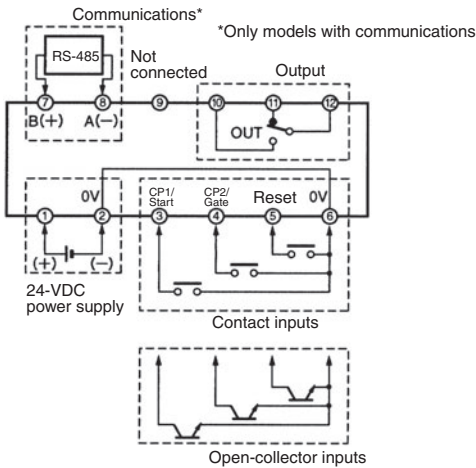 Communications*
*Only models with communications
RS-485
Not
connected
Output
7
8
9
10
11
12
B(+)
A(−)
OUT
0V
CP1/
Start
CP2/
Gate
Reset
0V
1
2
3
4
5
6
(+)
(−)
24-VDC
power supply
Contact inputs
Open-collector inputs